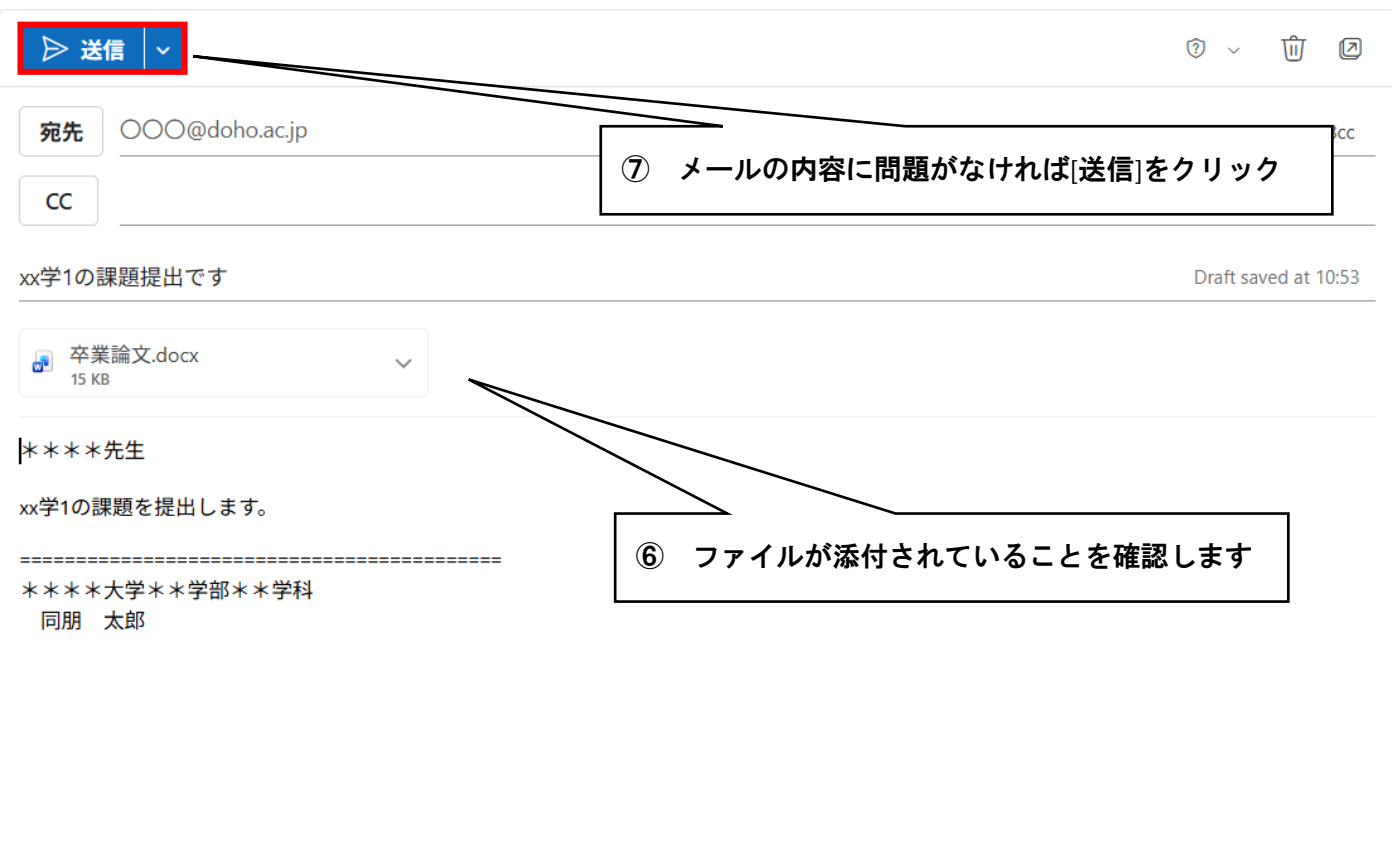 送信
宛先
〇〇〇@doho.ac.jp
⑦ メールの内容に問題がなければ[送信]をクリック
CC
xx学1の課題提出です
Draft saved at 10:53
卒業論文.docx
15 KB
＊＊＊＊先生
xx学1の課題を提出します。
===========================================
＊＊＊＊大学＊＊学部＊＊学科
同朋　太郎
⑥ ファイルが添付されていることを確認します